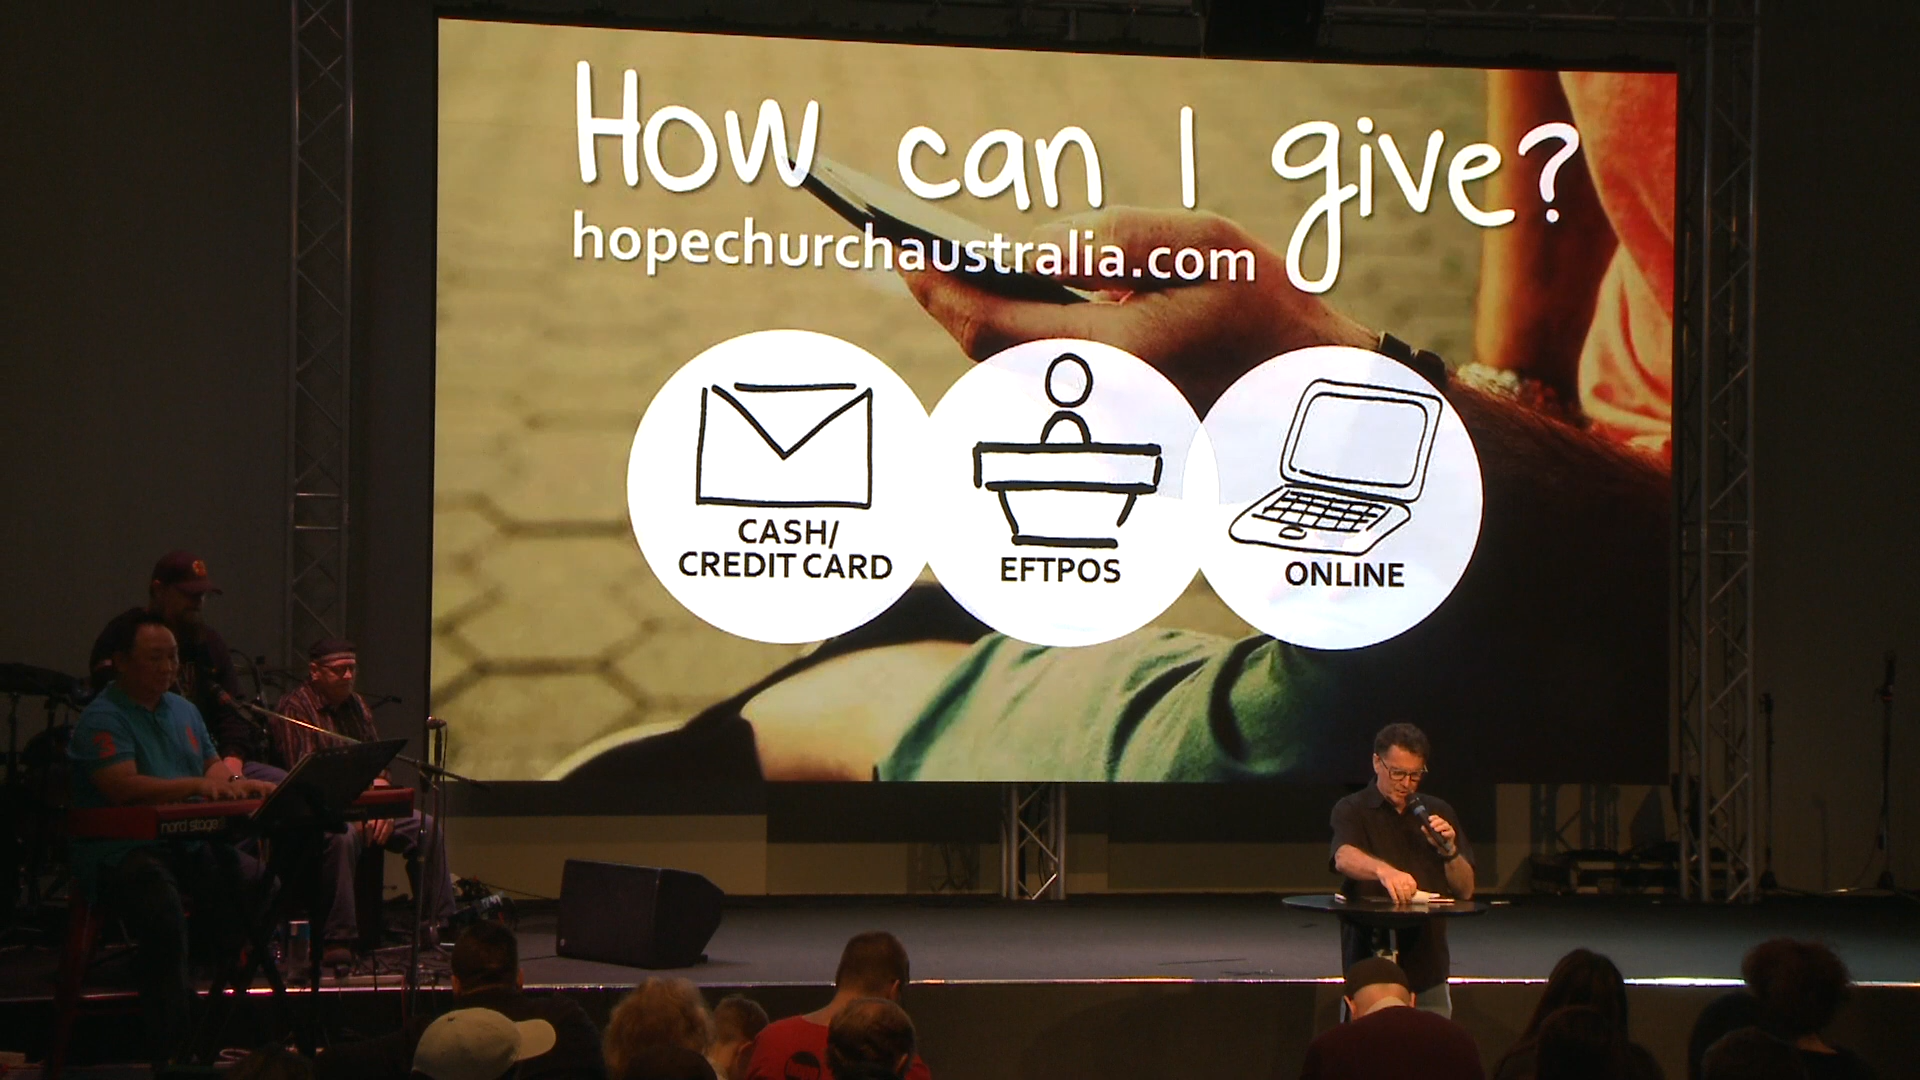 How can I give?
hopechurchaustralia.com
CASH/
CREDIT CARD
EFTPOS
ONLINE
nord stage